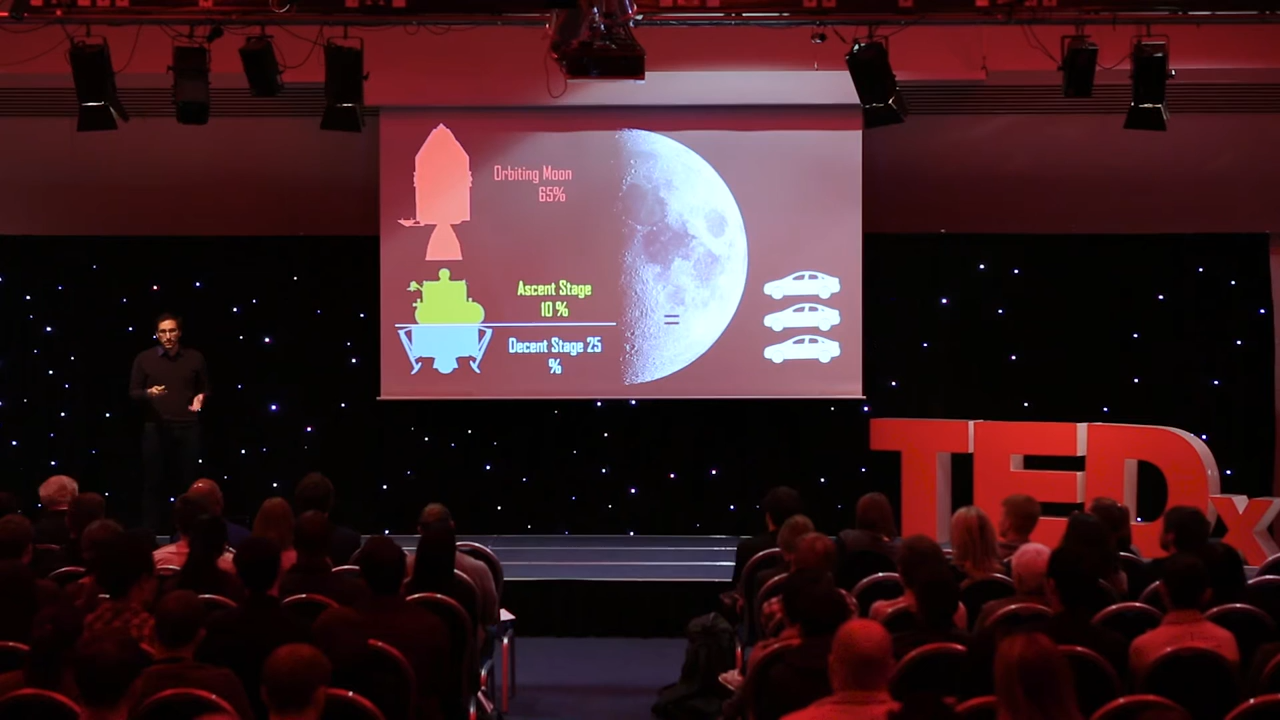 Orbiting Moon
65%
Ascent Stage
10 %
=
Decent Stage 25
%
TEDx